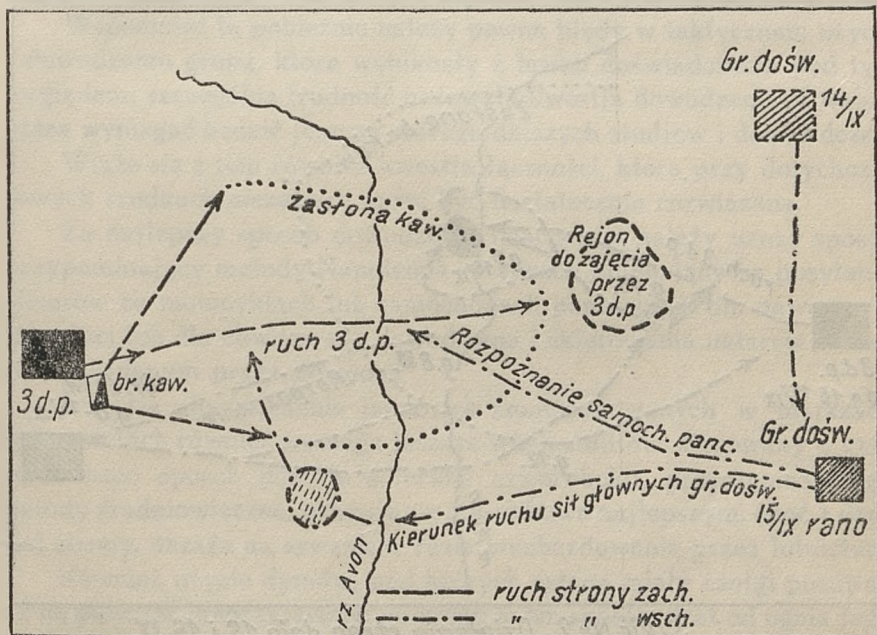 Gr. dośw.
14/IX
Zasłona kaw.
Rejon
do zajęcia
przez
3 d.p
ruch 3 d.p.
br. kaw.
3 d.p.
Rozpoznanie samoch. panc.
Gr. dośw.
Kierunek ruchu sił głównych gr. dośw.
15/IX rano
rz. Avon
ruch strony zach.
" " wsch.